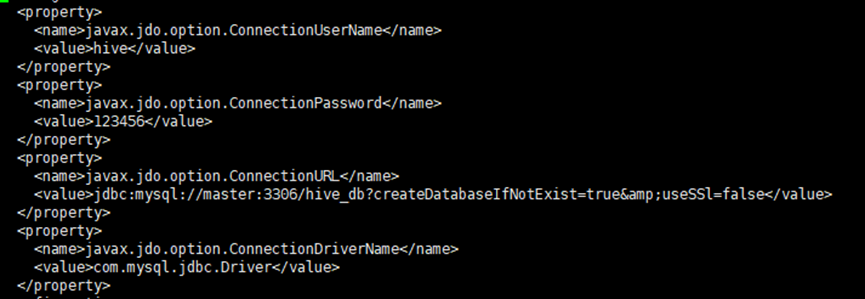 <property>
<name>javax.jdo.option.ConnectionUserName</name>
<value>hive</value>
</property>
<property>
<name>javax.jdo.option.ConnectionPassword</name>
<value>123456</value>
</property>
<property>
<name>javax.jdo.option.ConnectionURL</name>
<value>jdbc:mysql://master:3306/hive_db?createDatabaseIfNotExist=true&amp;useSSl=false</value>
</property>
<property>
<name>javax.jdo.option.ConnectionDriverName</name>
<value>com.mysql.jdbc.Driver</value>
</property>